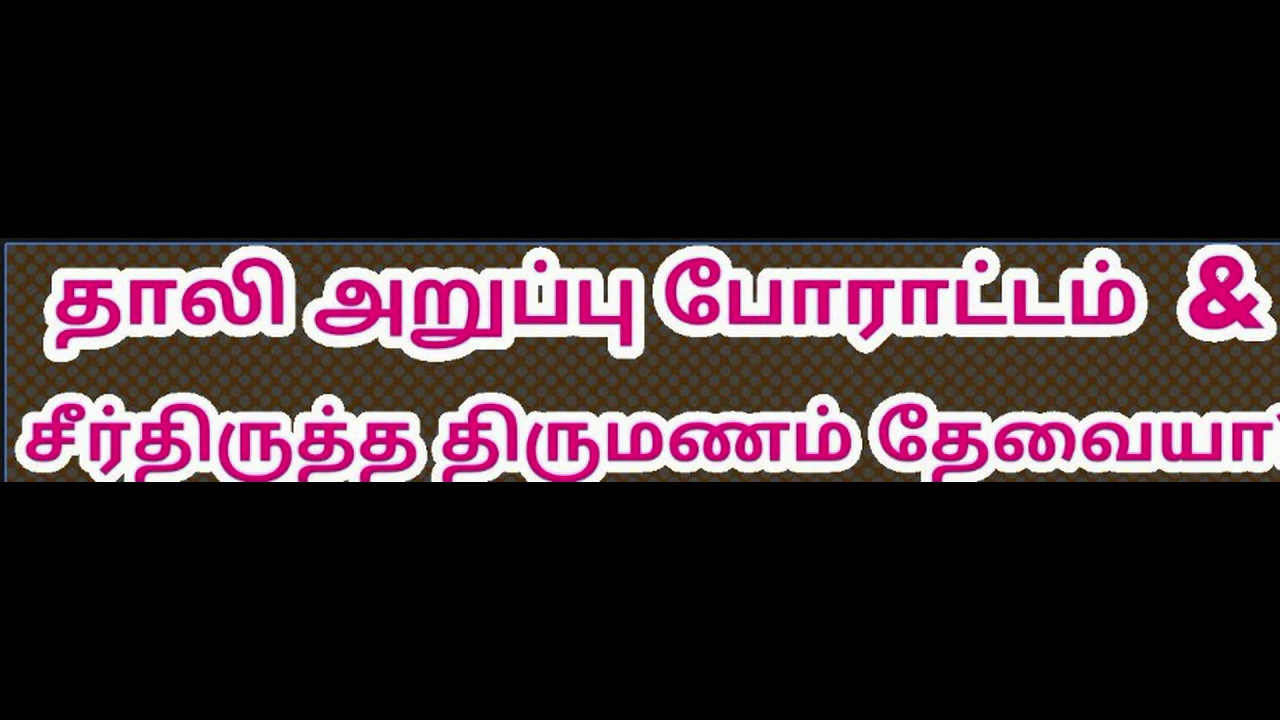 தாலி அறுப்பு போராட்டம் &
சீர்திருத்த திருமணம் தேவையா